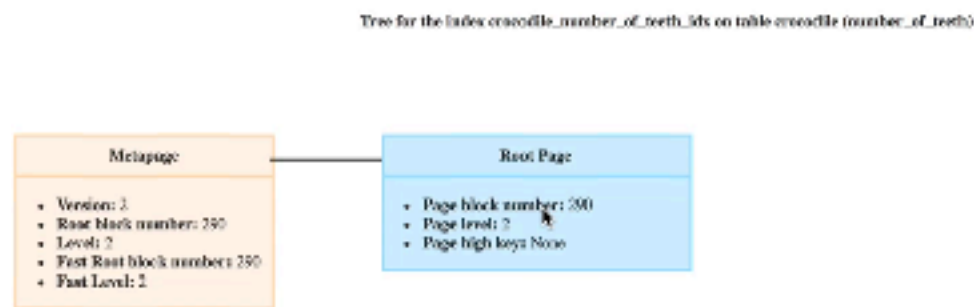 Tree for the index crocodile_number_of_teeth_idx on table crocodile (number_of_teeth)
Metapage
Version: 2
Root block number: 290
Level: 2
Fast Root block number: 290
Fast Level: 2
Root Page
Page block number: 290
Page level: 2
Page high key: None